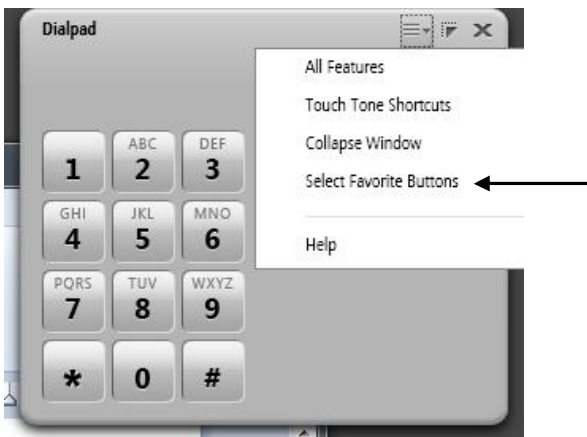 Dialpad
All Features
Touch Tone Shortcuts
Collapse Window
Select Favorite Buttons
Help
ABC DEF
1 2 3
GHI JKL MNO
4 5 6
PQRS TUV WXYZ
7 8 9
* 0 #